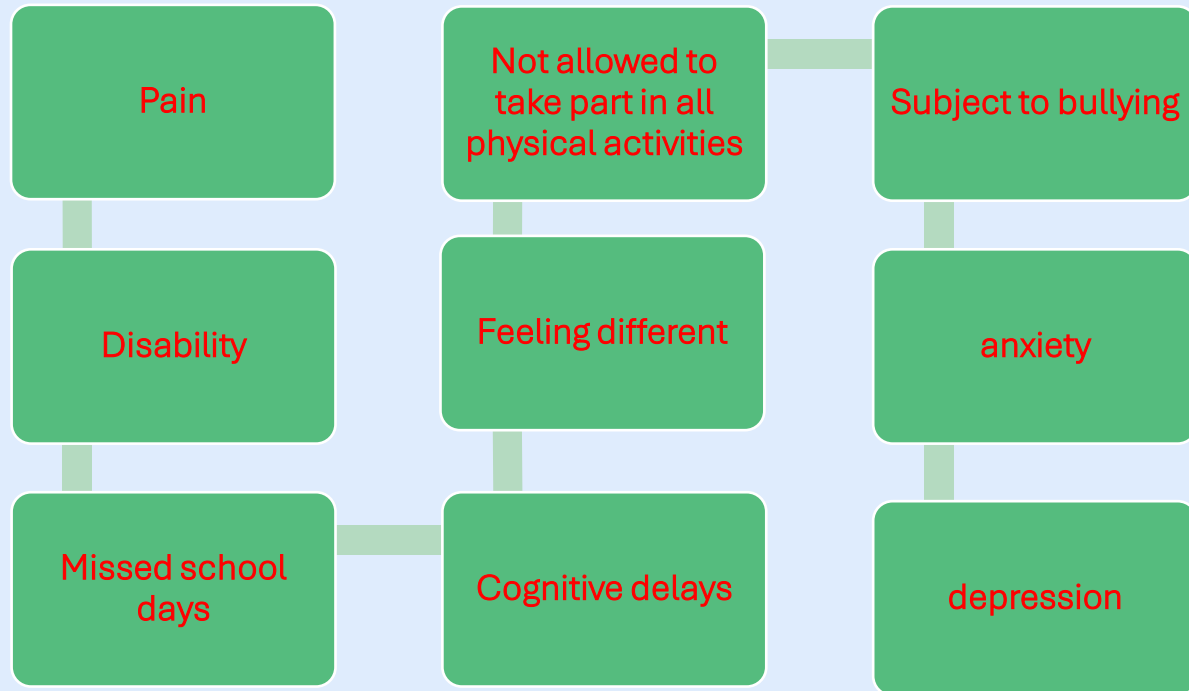 Pain
Disability
Missed school
days
Cognitive delays
Feeling different
Not allowed to
take part in all
physical activities
Subject to bullying
anxiety
depression